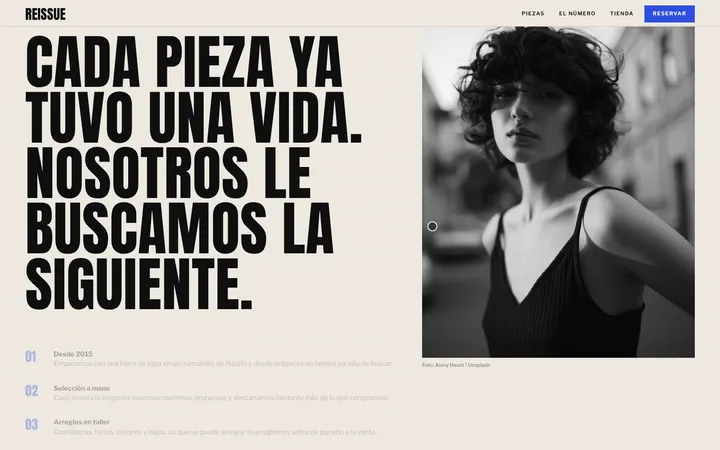 REISSUE
PIEZAS EL NÚMERO TIENDA RESERVAR
CADA PIEZA YA
TUVO UNA VIDA.
NOSOTROS LE
BUSCAMOS LA
SIGUIENTE.
Foto: Aiony Haust / Unsplash
01 Desde 2015
Empezamos con una barra de ropa en un mercadillo de Ruzafa y desde entonces no hemos parado de buscar.
02 Selección a mano
Cada prenda la elegimos nosotras: medimos, probamos y descartamos bastante más de lo que compramos.
03 Arreglos en taller
Cremalleras, forros, botones y bajos. Lo que se puede arreglar lo arreglamos antes de ponerlo a la venta.